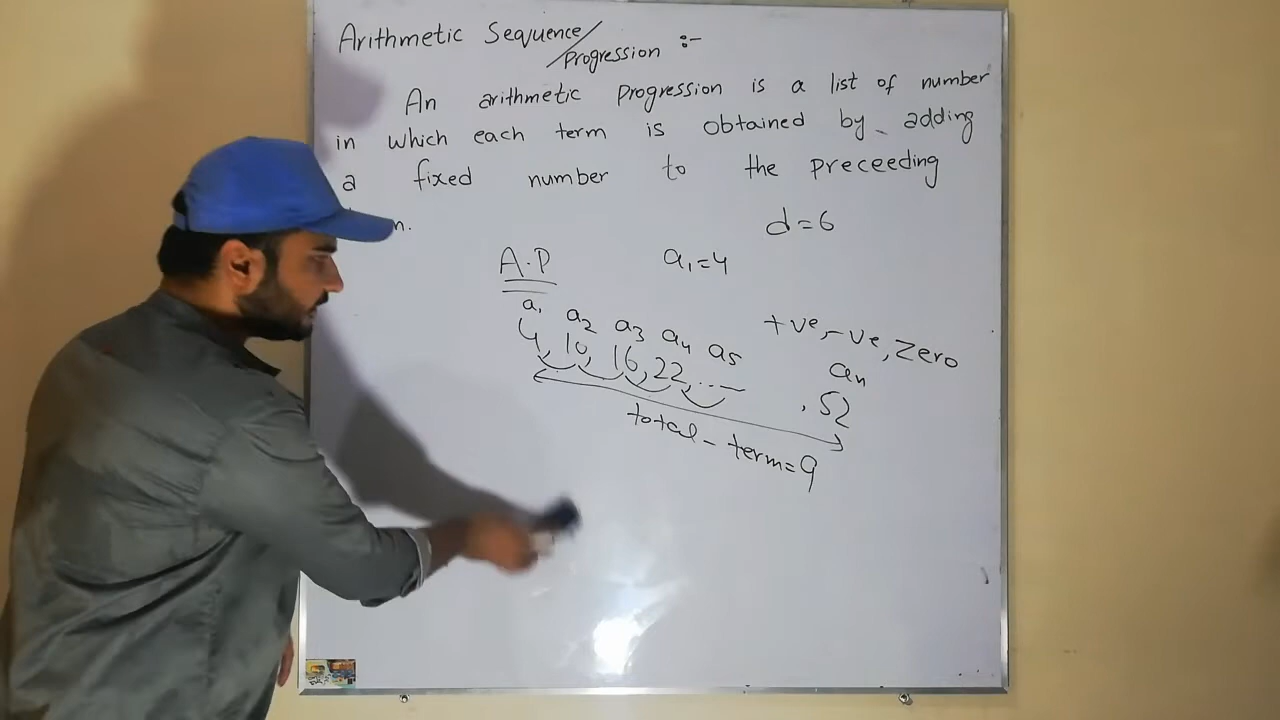 Arithmetic Sequence/
Progression :-
An arithmetic progression is a list of number
in which each term is obtained by adding
a fixed number to the preceeding
d=6
A.P a₁=4
a₁ a₂ a₃ a₄ a₅
+ve, -ve, Zero
4, 10, 16, 22, ...
aₙ
, 52
total - term=9